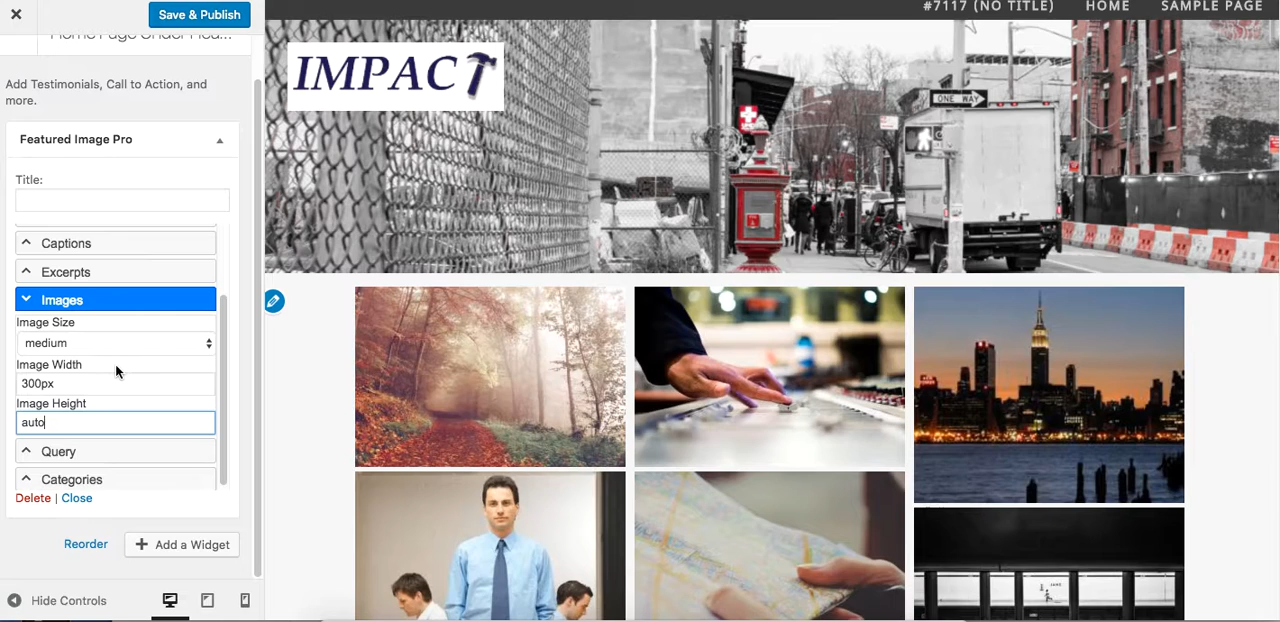 Save & Publish
Add Testimonials, Call to Action, and
more.
Featured Image Pro
Title:
Captions
Excerpts
Images
Image Size
medium
Image Width
300px
Image Height
auto
Query
Categories
Delete | Close
Reorder
Add a Widget
Hide Controls
#7117 (NO TITLE)
HOME
SAMPLE PAGE
IMPACT
ONE WAY